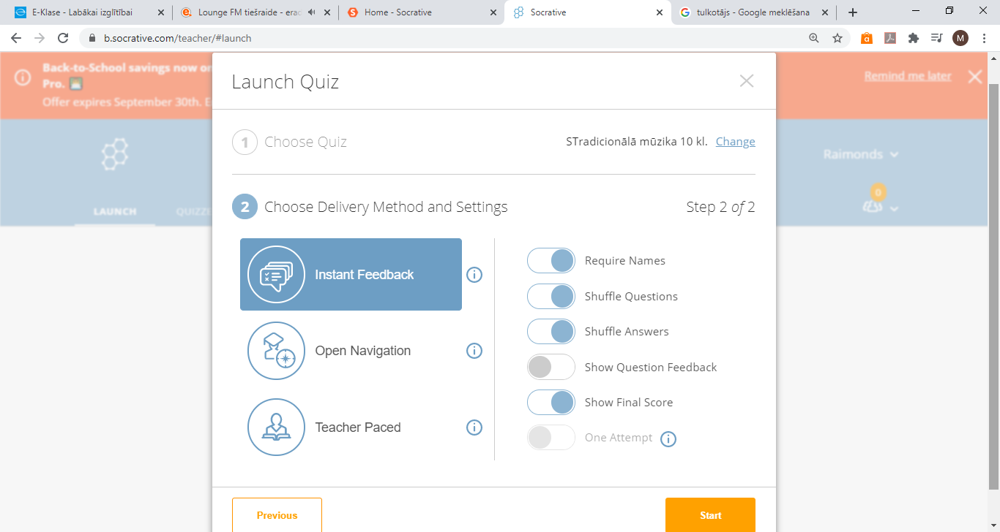 E-Klase - Labākai izglītībai
Lounge FM tiešraide - erac
Home - Socrative
Socrative
tulkotājs - Google meklēšana
b.socrative.com/teacher/#launch
M
Back-to-School savings now on
Pro.
Offer expires September 30th. E
Remind me later
Launch Quiz
1 Choose Quiz
STradicionālā mūzika 10 kl. Change
Raimonds
0
LAUNCH
QUIZZE
2 Choose Delivery Method and Settings
Step 2 of 2
Instant Feedback
Open Navigation
Teacher Paced
Require Names
Shuffle Questions
Shuffle Answers
Show Question Feedback
Show Final Score
One Attempt
Previous
Start